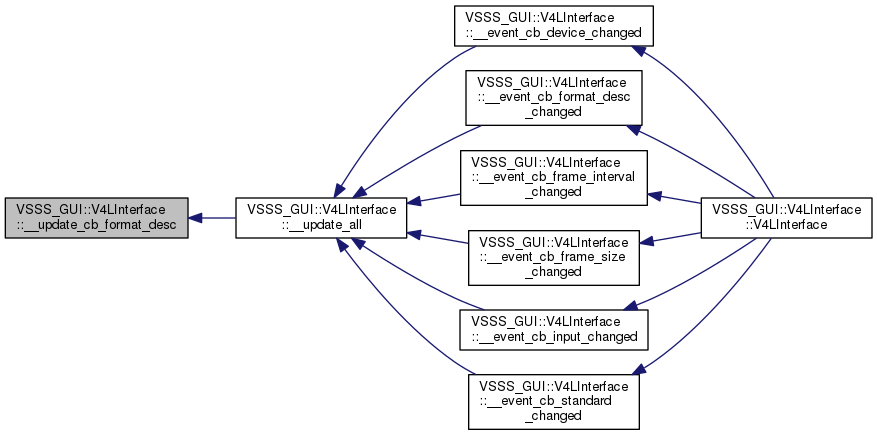 VSSS_GUI::V4LInterface
::__event_cb_device_changed
VSSS_GUI::V4LInterface
::__event_cb_format_desc
_changed
VSSS_GUI::V4LInterface
::__event_cb_frame_interval
_changed
VSSS_GUI::V4LInterface
::__update_cb_format_desc
VSSS_GUI::V4LInterface
::__update_all
VSSS_GUI::V4LInterface
::V4LInterface
VSSS_GUI::V4LInterface
::__event_cb_frame_size
_changed
VSSS_GUI::V4LInterface
::__event_cb_input_changed
VSSS_GUI::V4LInterface
::__event_cb_standard
_changed